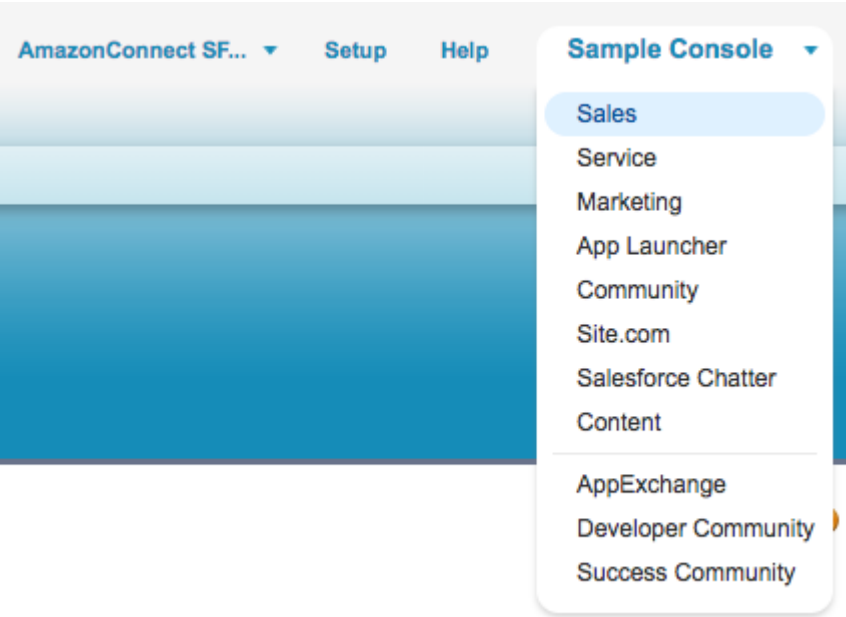 AmazonConnect SF... Setup Help Sample Console
Sales
Service
Marketing
App Launcher
Community
Site.com
Salesforce Chatter
Content
AppExchange
Developer Community
Success Community